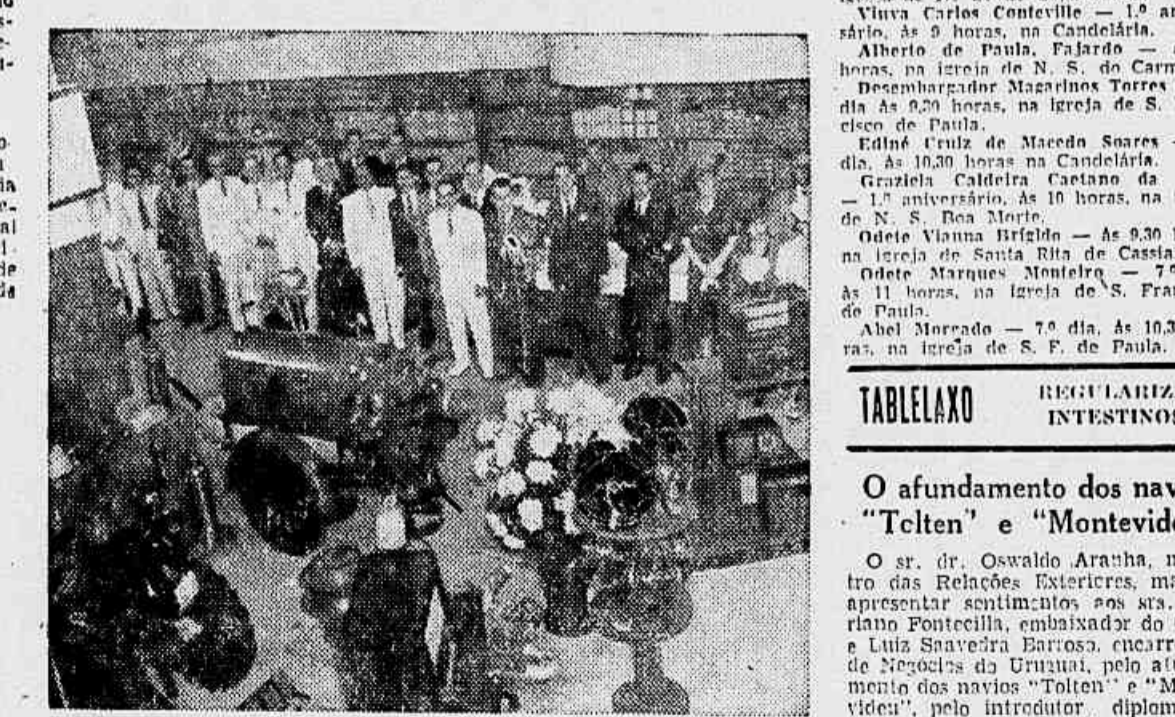 Viuva Carlos Conteville — 1.º an
sário, às 9 horas, na Candelária.
Alberto de Paula, Fajardo —
horas, na igreja de N. S. do Carm
Desembargador Magarinos Torres
dia às 9,30 horas, na igreja de S.
cisco de Paula.
Ediné Cruiz de Macedo Soares -
dia, às 10,30 horas na Candelária.
Graziela Caldeira Caetano da
— 1.º aniversário, às 10 horas, na
de N. S. Boa Morte.
Odete Vianna Brigido — às 9,30
na igreja de Santa Rita de Cassia
Odete Marques Monteiro — 7.º
às 11 horas, na igreja de S. Fran
de Paula.
Abel Morgado — 7.º dia, às 10,3
ras, na igreja de S. F. de Paula.
TABLELAXO REGULARIZ
INTESTINO
O afundamento dos nav
"Tolten" e "Montevide
O sr. dr. Oswaldo Aranha, m
tro das Relações Exteriores, ma
apresentar sentimentos aos srs.
riano Fontecilla, embaixador do
e Luiz Saavedra Barroso, encarr
de Negócios do Uruguai, pelo afu
mento dos navios "Tolten" e "M
videu", pelo introdutor diplom